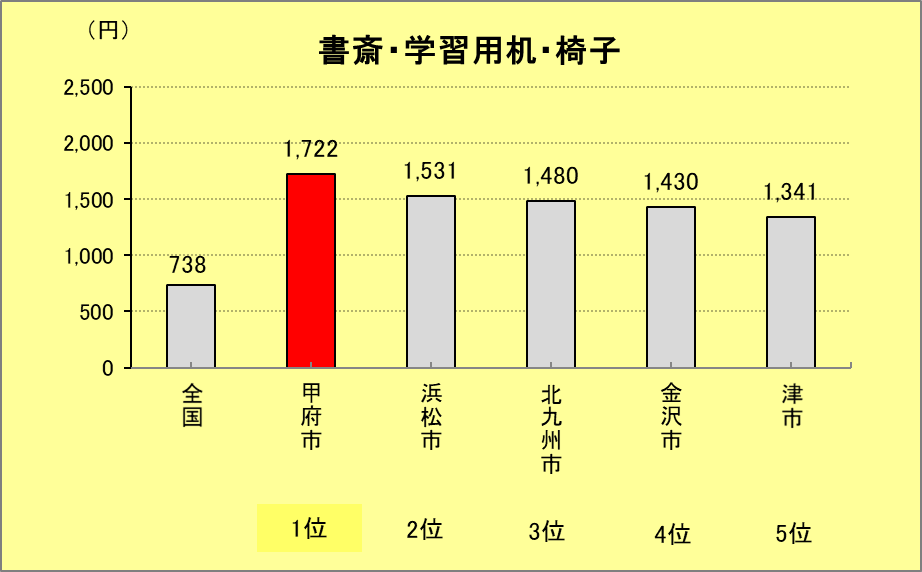 （円）
書斎・学習用机・椅子
2,500
2,000
1,500
1,000
500
0
738
1,722
1,531
1,480
1,430
1,341
全国
甲府市
浜松市
北九州市
金沢市
津市
1位
2位
3位
4位
5位